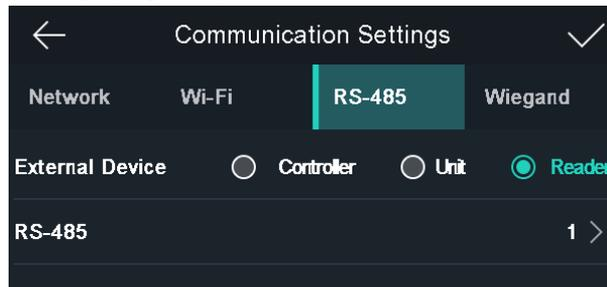 Communication Settings
Network Wi-Fi RS-485 Wiegand
External Device Controller Unit Reader
RS-485 1